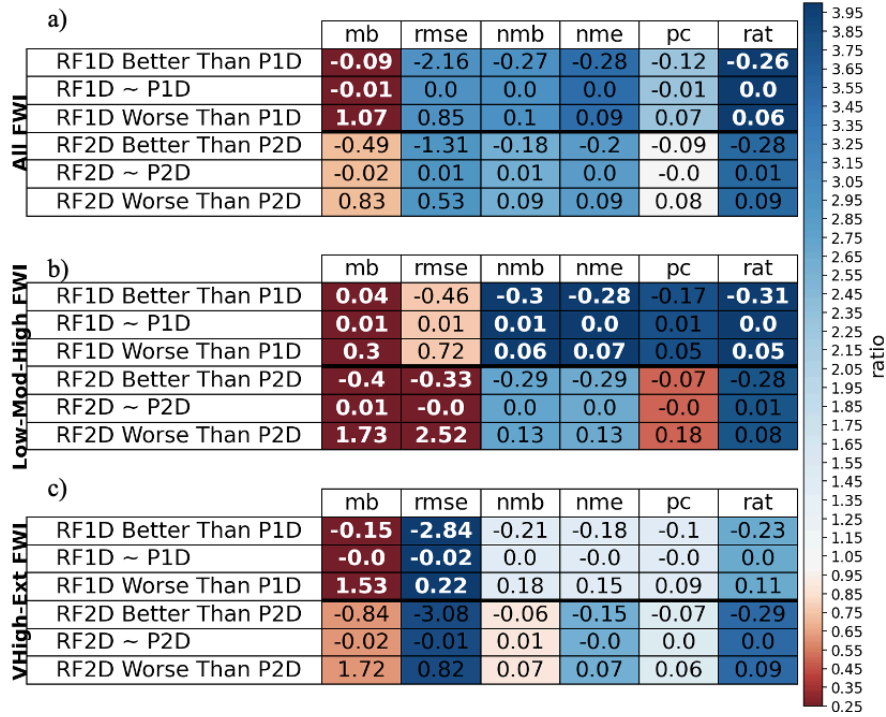 a)
mb rmse nmb nme pc rat
All FWI
RF1D Better Than P1D -0.09 -2.16 -0.27 -0.28 -0.12 -0.26
RF1D ~ P1D -0.01 0.0 0.0 0.0 -0.01 0.0
RF1D Worse Than P1D 1.07 0.85 0.1 0.09 0.07 0.06
RF2D Better Than P2D -0.49 -1.31 -0.18 -0.2 -0.09 -0.28
RF2D ~ P2D -0.02 0.01 0.01 0.0 -0.0 0.01
RF2D Worse Than P2D 0.83 0.53 0.09 0.09 0.08 0.09
b)
mb rmse nmb nme pc rat
Low-Mod-High FWI
RF1D Better Than P1D 0.04 -0.46 -0.3 -0.28 -0.17 -0.31
RF1D ~ P1D 0.01 0.01 0.01 0.0 0.01 0.0
RF1D Worse Than P1D 0.3 0.72 0.06 0.07 0.05 0.05
RF2D Better Than P2D -0.4 -0.33 -0.29 -0.29 -0.07 -0.28
RF2D ~ P2D 0.01 -0.0 0.0 0.0 -0.0 0.01
RF2D Worse Than P2D 1.73 2.52 0.13 0.13 0.18 0.08
c)
mb rmse nmb nme pc rat
VHigh-Ext FWI
RF1D Better Than P1D -0.15 -2.84 -0.21 -0.18 -0.1 -0.23
RF1D ~ P1D -0.0 -0.02 0.0 -0.0 -0.0 0.0
RF1D Worse Than P1D 1.53 0.22 0.18 0.15 0.09 0.11
RF2D Better Than P2D -0.84 -3.08 -0.06 -0.15 -0.07 -0.29
RF2D ~ P2D -0.02 -0.01 0.01 -0.0 0.0 0.0
RF2D Worse Than P2D 1.72 0.82 0.07 0.07 0.06 0.09
3.95
3.85
3.75
3.65
3.55
3.45
3.35
3.25
3.15
3.05
2.95
2.85
2.75
2.65
2.55
2.45
2.35
2.25
2.15
2.05
1.95
1.85
1.75
1.65
1.55
1.45
1.35
1.25
1.15
1.05
0.95
0.85
0.75
0.65
0.55
0.45
0.35
0.25
ratio